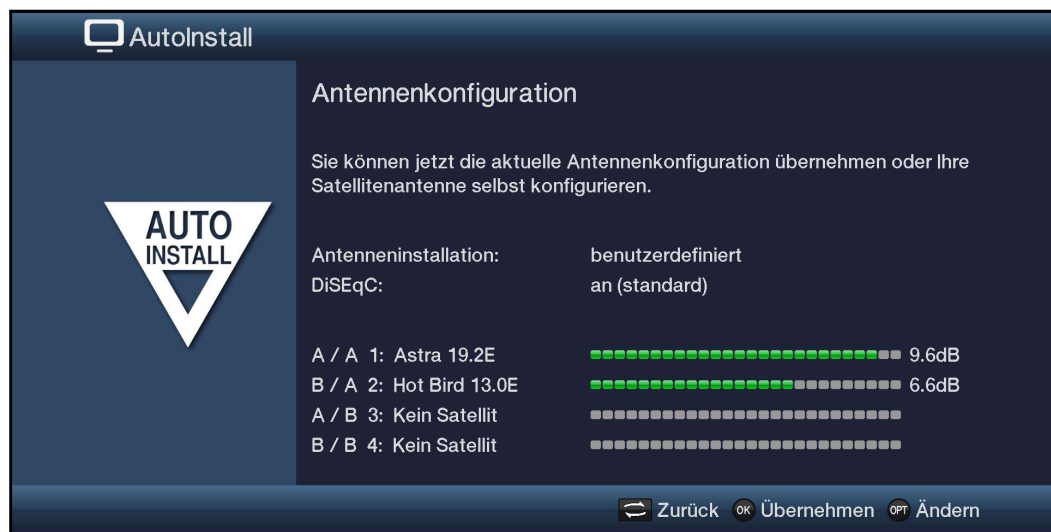 AutoInstall
Antennenkonfiguration
Sie können jetzt die aktuelle Antennenkonfiguration übernehmen oder Ihre
Satellitenantenne selbst konfigurieren.
AUTO
INSTALL
Antenneninstallation: benutzerdefiniert
DiSEqC: an (standard)
A / A 1: Astra 19.2E 9.6dB
B / A 2: Hot Bird 13.0E 6.6dB
A / B 3: Kein Satellit
B / B 4: Kein Satellit
Zurück OK Übernehmen OPT Ändern